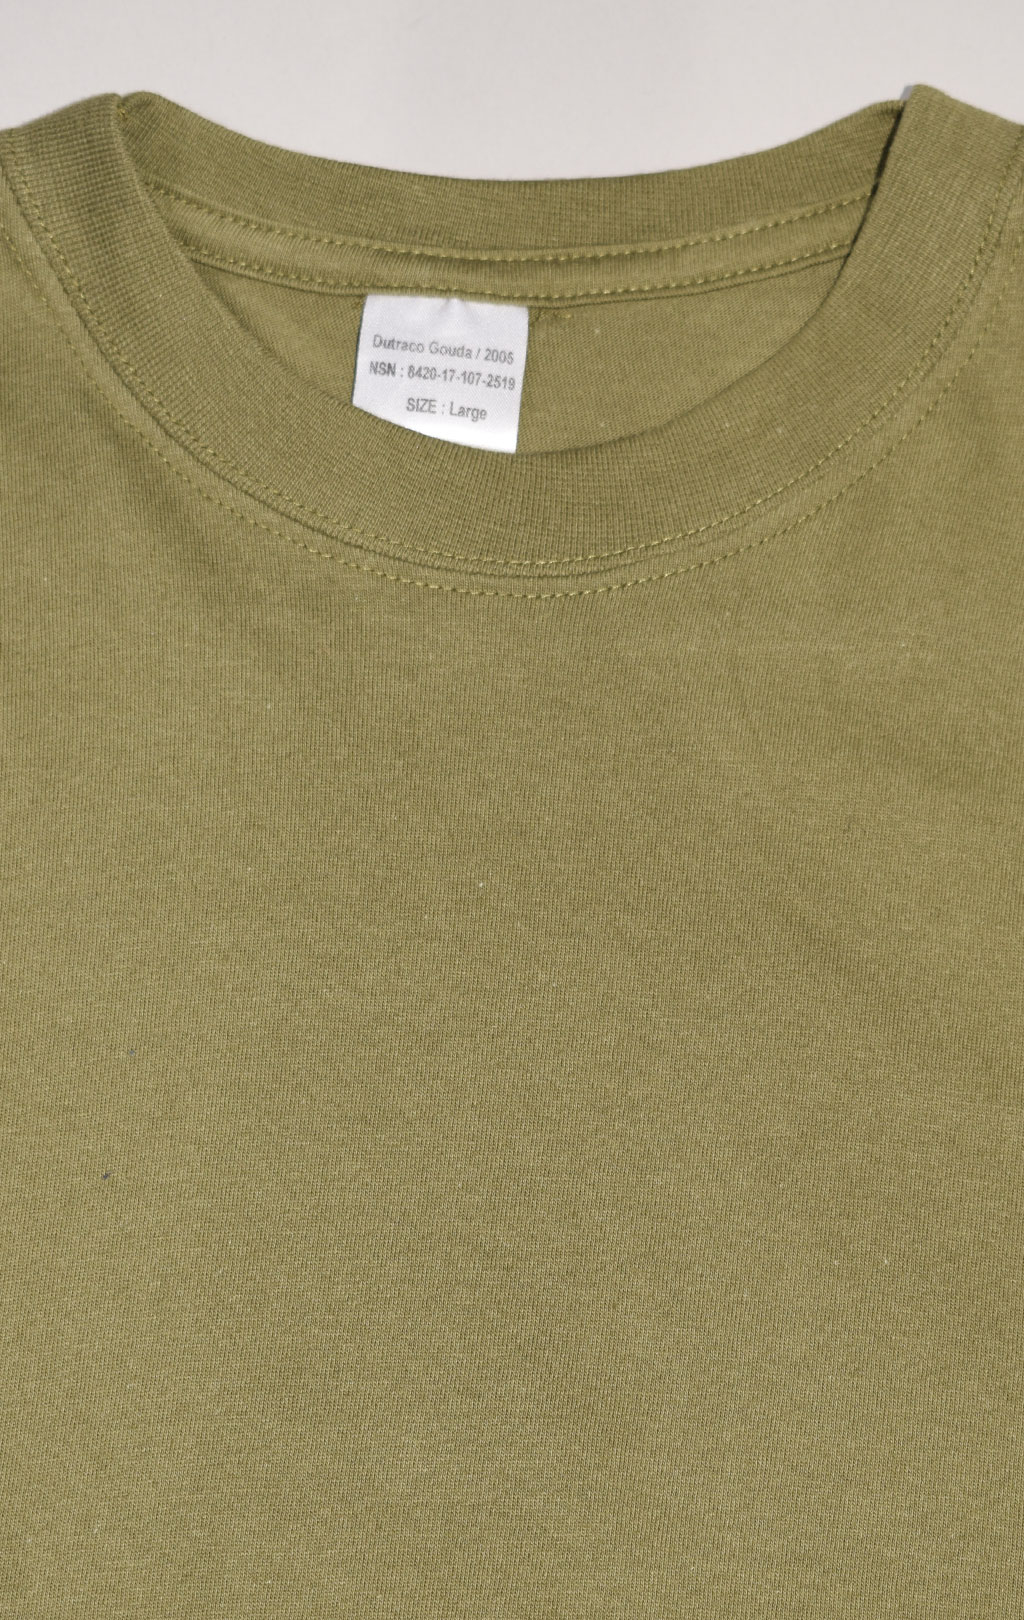 Dutraco Gouda / 2005
NSN : 8420-17-107-2519
SIZE : Large